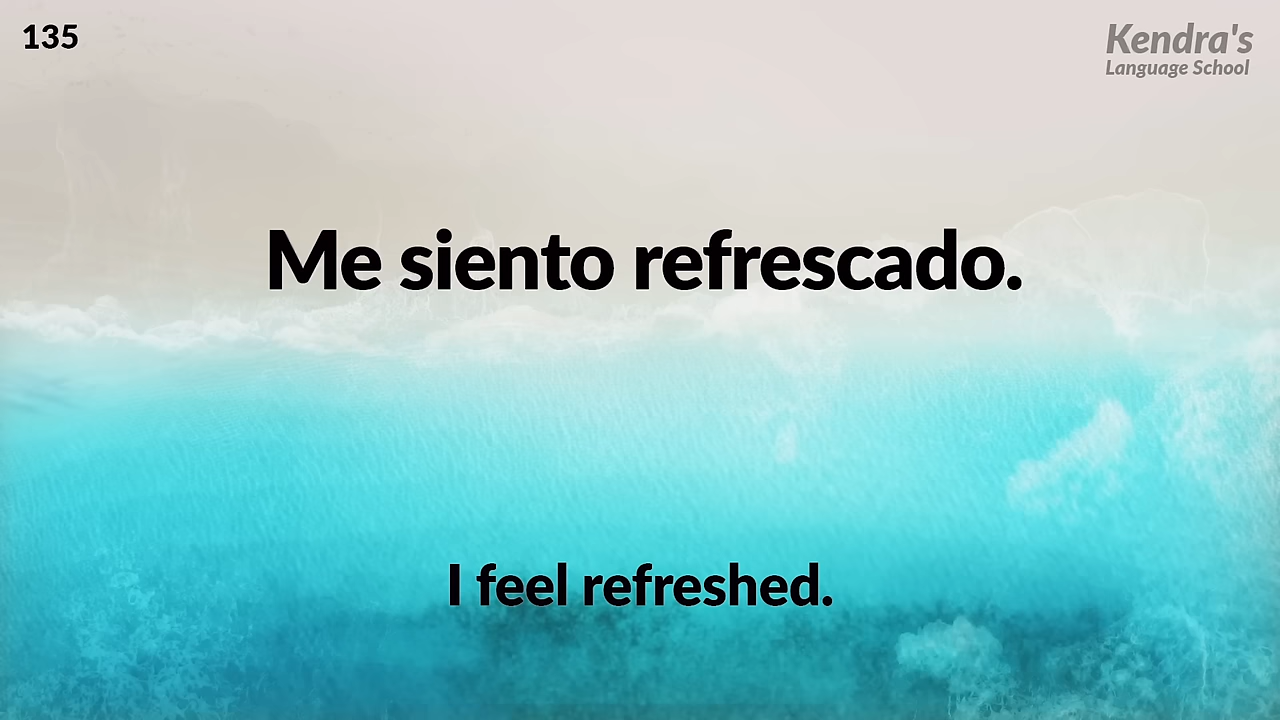 135
Kendra's
Language School
Me siento refrescado.
I feel refreshed.